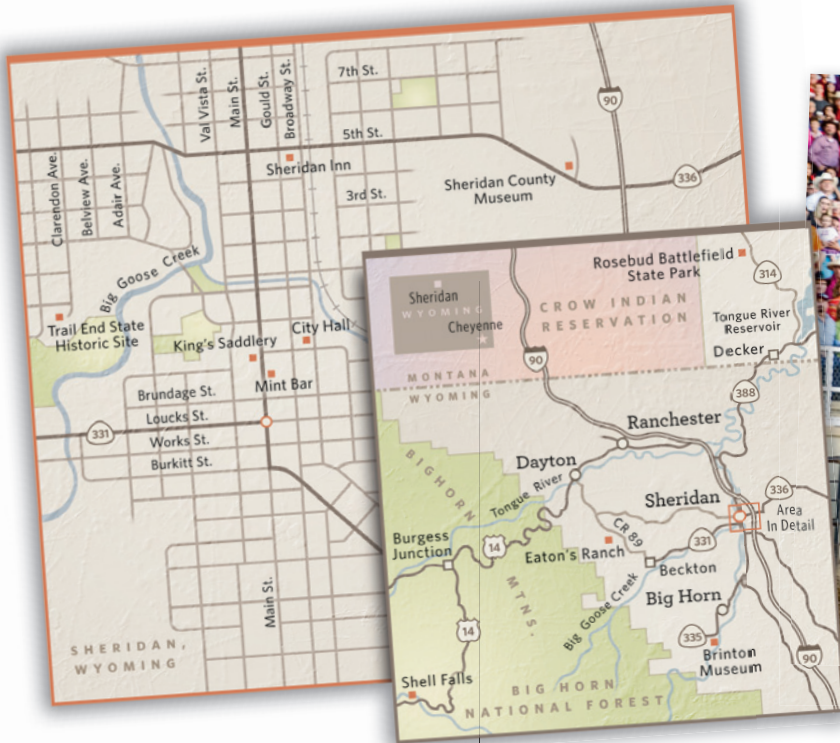 Val Vista St.
Main St.
Gould St.
Broadway St.
7th St.
90
5th St.
Sheridan Inn
Clarendon Ave.
Belview Ave.
Adair Ave.
3rd St.
Sheridan County
Museum
336
Big Goose Creek
Trail End State
Historic Site
King's Saddlery
City Hall
Mint Bar
Brundage St.
Loucks St.
331
Works St.
Burkitt St.
Main St.
SHERIDAN,
WYOMING
Rosebud Battlefield
State Park
314
Sheridan
WYOMING
Cheyenne
CROW INDIAN
RESERVATION
Tongue River
Reservoir
90
Decker
MONTANA
WYOMING
388
Ranchester
BIGHORN
MTNS.
Dayton
Tongue River
Sheridan
336
Area
In Detail
Burgess
Junction
14
Eaton's Ranch
CR 89
331
Beckton
Big Horn
Big Goose Creek
14
335
Brinton
Museum
90
Shell Falls
BIG HORN
NATIONAL FOREST